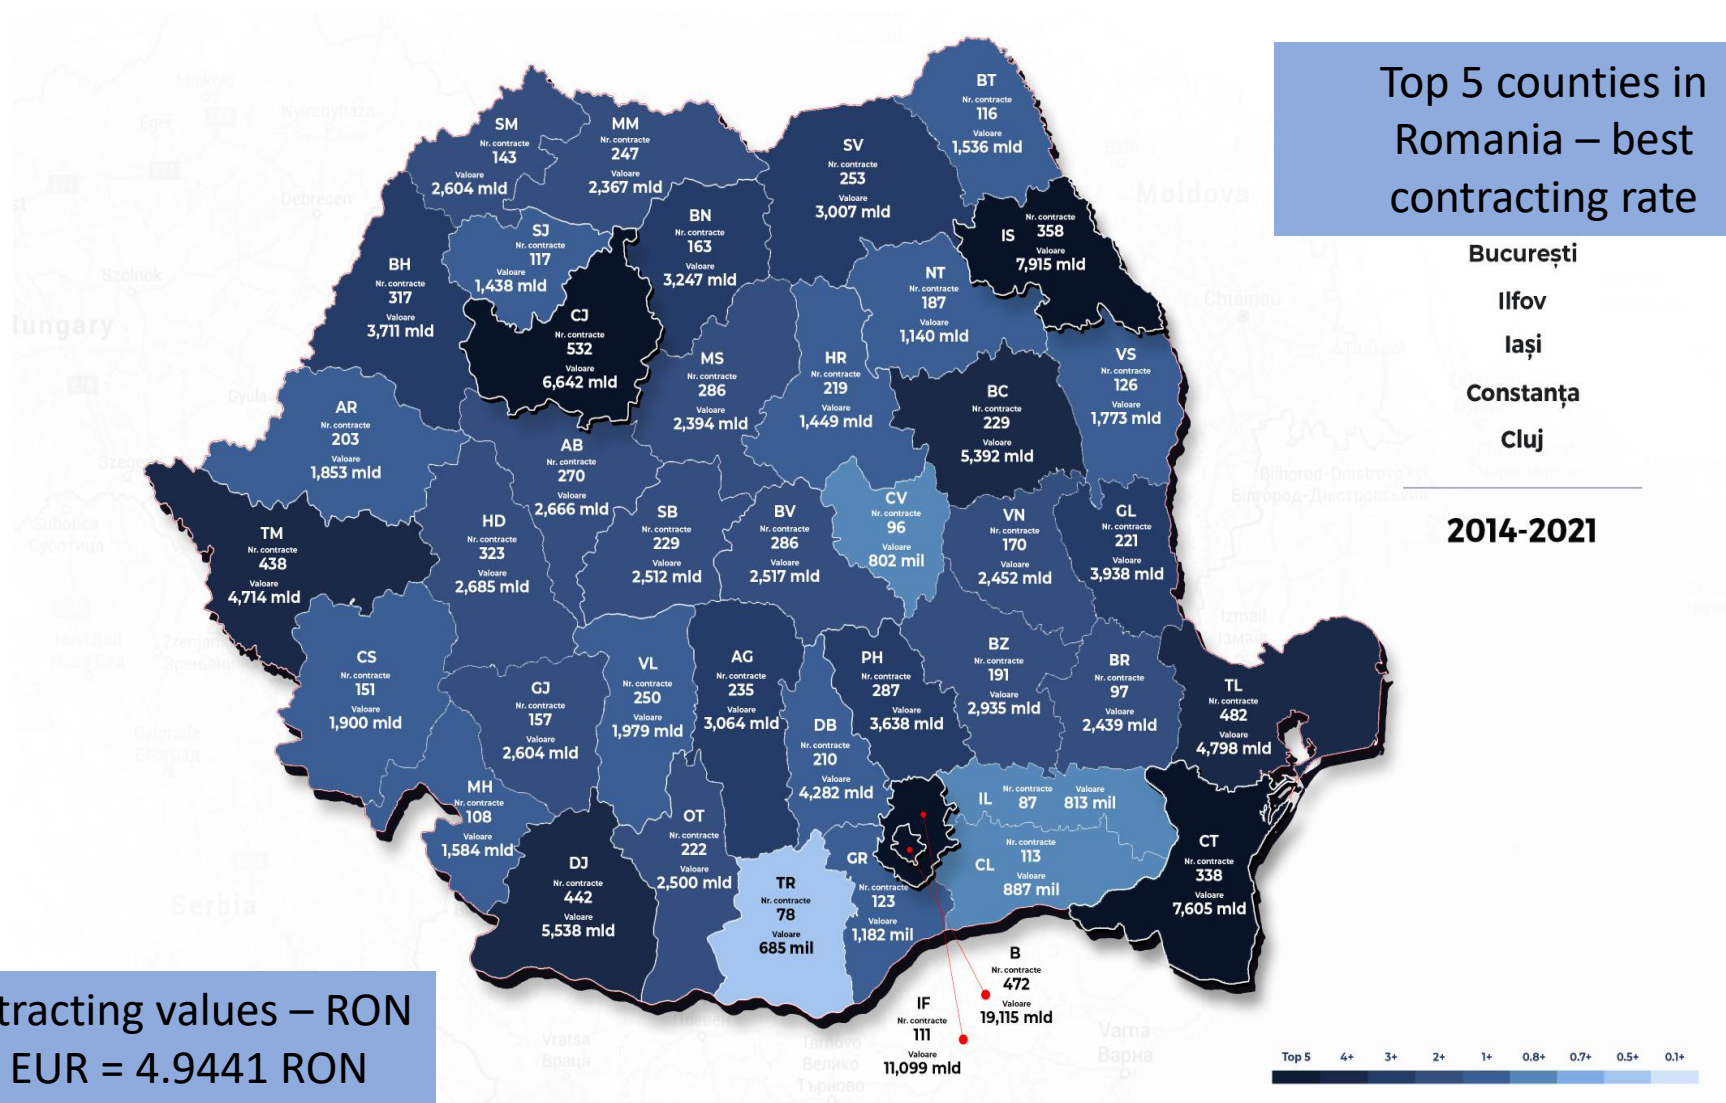 Top 5 counties in
Romania – best
contracting rate
București
Ilfov
Iași
Constanța
Cluj
2014-2021
BT
Nr. contracte
116
Valoare
1,536 mld
SM
Nr. contracte
143
Valoare
2,604 mld
MM
Nr. contracte
247
Valoare
2,367 mld
SV
Nr. contracte
253
Valoare
3,007 mld
IS
Nr. contracte
358
Valoare
7,915 mld
BN
Nr. contracte
163
Valoare
3,247 mld
SJ
Nr. contracte
117
Valoare
1,438 mld
BH
Nr. contracte
317
Valoare
3,711 mld
CJ
Nr. contracte
532
Valoare
6,642 mld
NT
Nr. contracte
187
Valoare
1,140 mld
MS
Nr. contracte
286
Valoare
2,394 mld
HR
Nr. contracte
219
Valoare
1,449 mld
VS
Nr. contracte
126
Valoare
1,773 mld
BC
Nr. contracte
229
Valoare
5,392 mld
AR
Nr. contracte
203
Valoare
1,853 mld
AB
Nr. contracte
270
Valoare
2,666 mld
TM
Nr. contracte
438
Valoare
4,714 mld
HD
Nr. contracte
323
Valoare
2,685 mld
SB
Nr. contracte
229
Valoare
2,512 mld
BV
Nr. contracte
286
Valoare
2,517 mld
CV
Nr. contracte
96
Valoare
802 mil
VN
Nr. contracte
170
Valoare
2,452 mld
GL
Nr. contracte
221
Valoare
3,938 mld
CS
Nr. contracte
151
Valoare
1,900 mld
GJ
Nr. contracte
157
Valoare
2,604 mld
VL
Nr. contracte
250
Valoare
1,979 mld
AG
Nr. contracte
235
Valoare
3,064 mld
DB
Nr. contracte
210
Valoare
4,282 mld
PH
Nr. contracte
287
Valoare
3,638 mld
BZ
Nr. contracte
191
Valoare
2,935 mld
BR
Nr. contracte
97
Valoare
2,439 mld
TL
Nr. contracte
482
Valoare
4,798 mld
MH
Nr. contracte
108
Valoare
1,584 mld
DJ
Nr. contracte
442
Valoare
5,538 mld
OT
Nr. contracte
222
Valoare
2,500 mld
TR
Nr. contracte
78
Valoare
685 mil
GR
Nr. contracte
123
Valoare
1,182 mil
IL
Nr. contracte
87
Valoare
813 mil
CL
Nr. contracte
113
Valoare
887 mil
CT
Nr. contracte
338
Valoare
7,605 mld
B
Nr. contracte
472
Valoare
19,115 mld
IF
Nr. contracte
111
Valoare
11,099 mld
tracting values – RON
EUR = 4.9441 RON
Top 5 4+ 3+ 2+ 1+ 0.8+ 0.7+ 0.5+ 0.1+
Nyíregyháza
Debrecen
Szolnok
Moldova
Chisinau
Serbia
Vratsa
Враца
Varna
Варна
Izmail